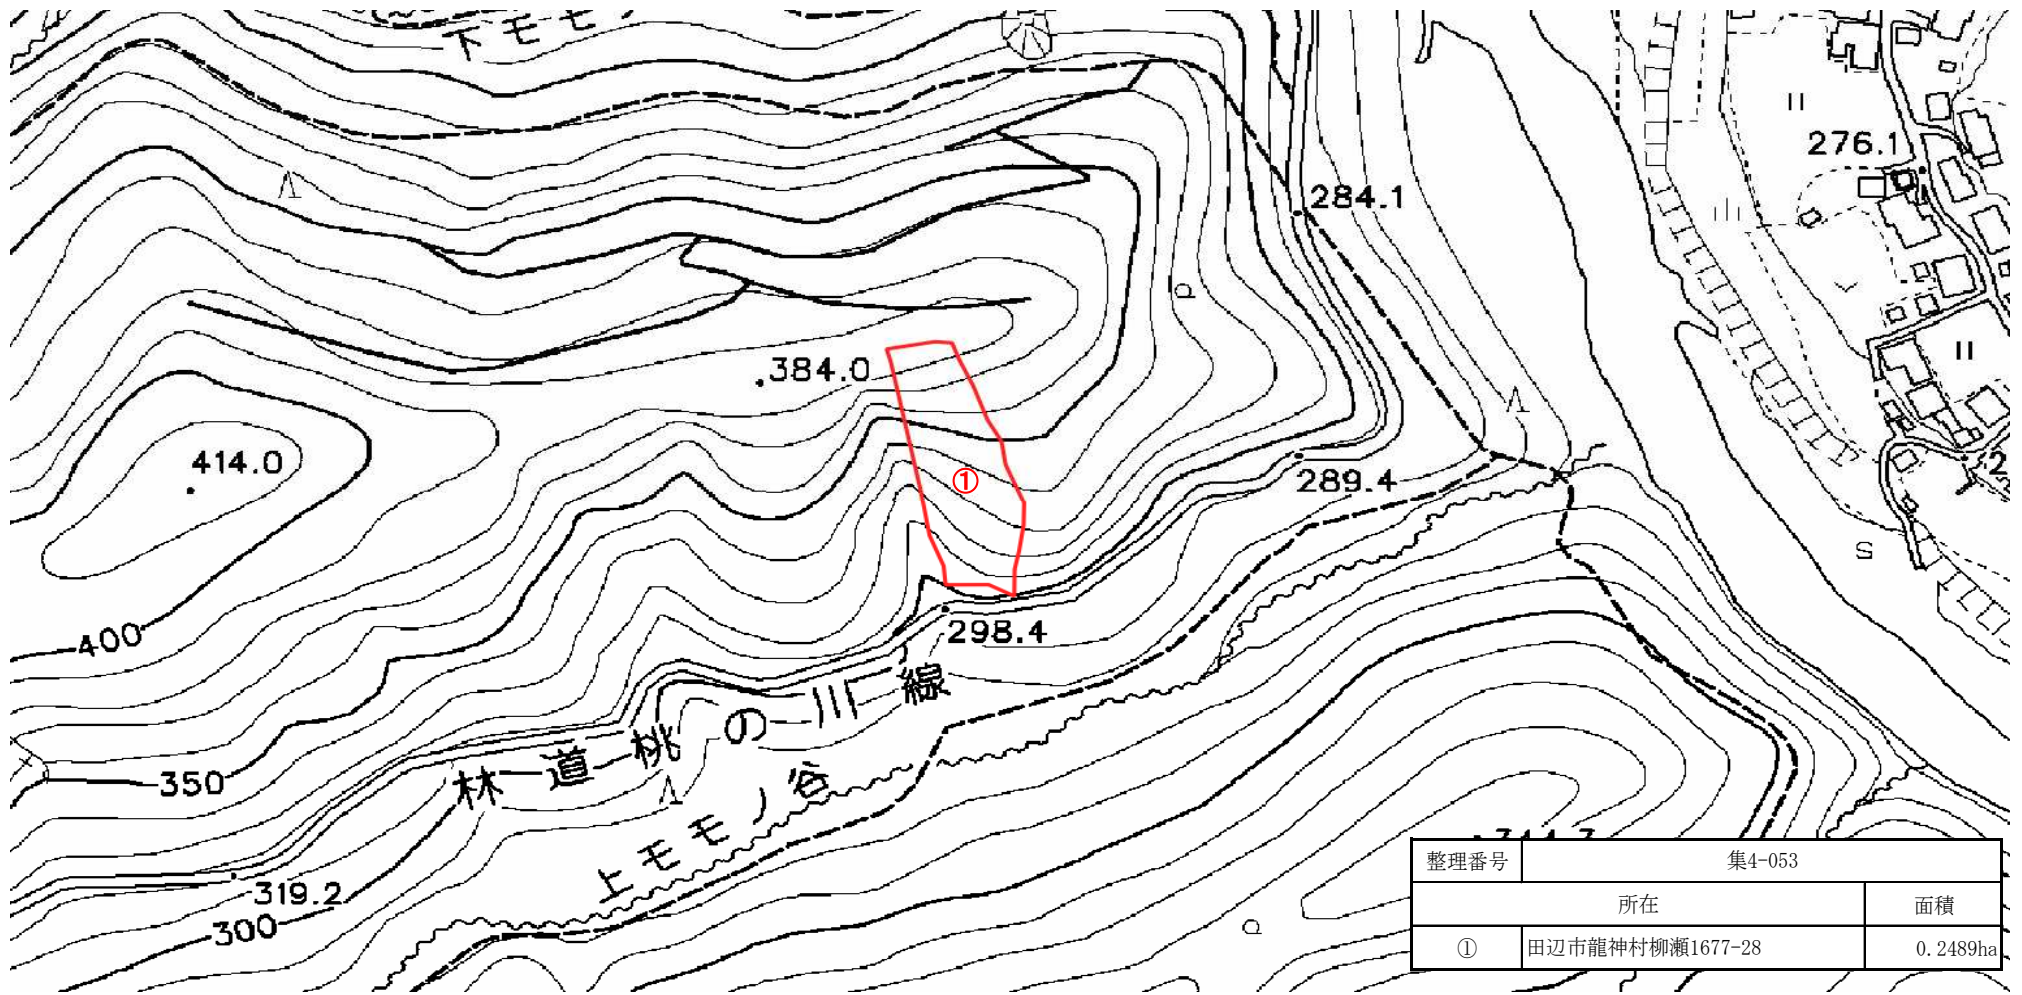 下モモノ
276.1
284.1
384.0
414.0
①
289.4
298.4
400
林道桃の川線
350
上モモノ谷
319.2
300
整理番号 集4-053
所在 面積
① 田辺市龍神村柳瀬1677-28 0.2489ha